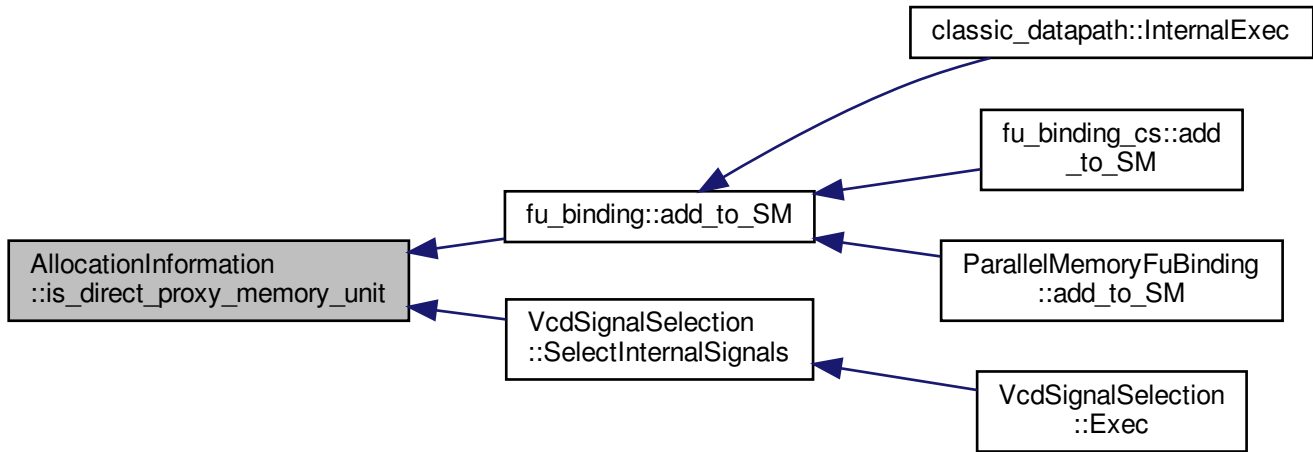 classic_datapath::InternalExec
fu_binding_cs::add
_to_SM
fu_binding::add_to_SM
AllocationInformation
::is_direct_proxy_memory_unit
ParallelMemoryFuBinding
::add_to_SM
VcdSignalSelection
::SelectInternalSignals
VcdSignalSelection
::Exec